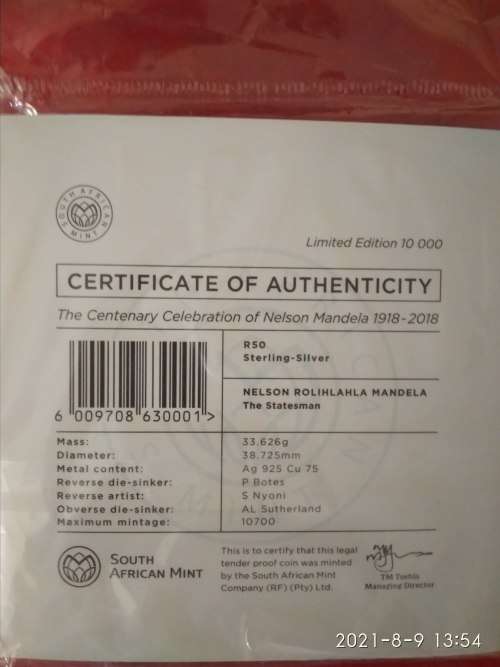 SOUTH AFRICAN MINT
Limited Edition 10 000
CERTIFICATE OF AUTHENTICITY
The Centenary Celebration of Nelson Mandela 1918-2018
R50
Sterling-Silver
NELSON ROLIHLAHLA MANDELA
The Statesman
6 009708 630001 >
Mass: 33.626g
Diameter: 38.725mm
Metal content: Ag 925 Cu 75
Reverse die-sinker: P Botes
Reverse artist: S Nyoni
Obverse die-sinker: AL Sutherland
Maximum mintage: 10700
SOUTH
AFRICAN MINT
This is to certify that this legal
tender proof coin was minted
by the South African Mint
Company (RF) (Pty) Ltd.
Managing Director
2021-8-9 13:54